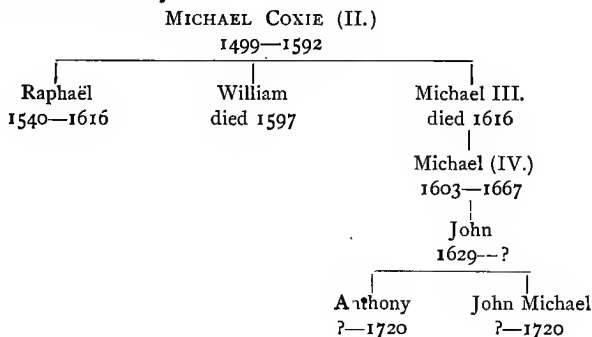 MICHAEL COXIE (II.)
1499—1592
Raphaël William Michael III.
1540—1616 died 1597 died 1616
Michael (IV.)
1603—1667
John
1629--?
Anthony John Michael
?—1720 ?—1720